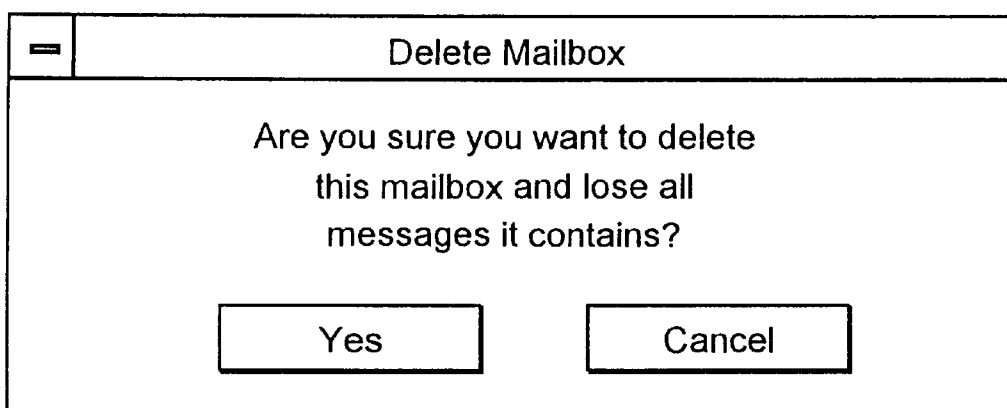 Delete Mailbox
Are you sure you want to delete
this mailbox and lose all
messages it contains?
Yes
Cancel